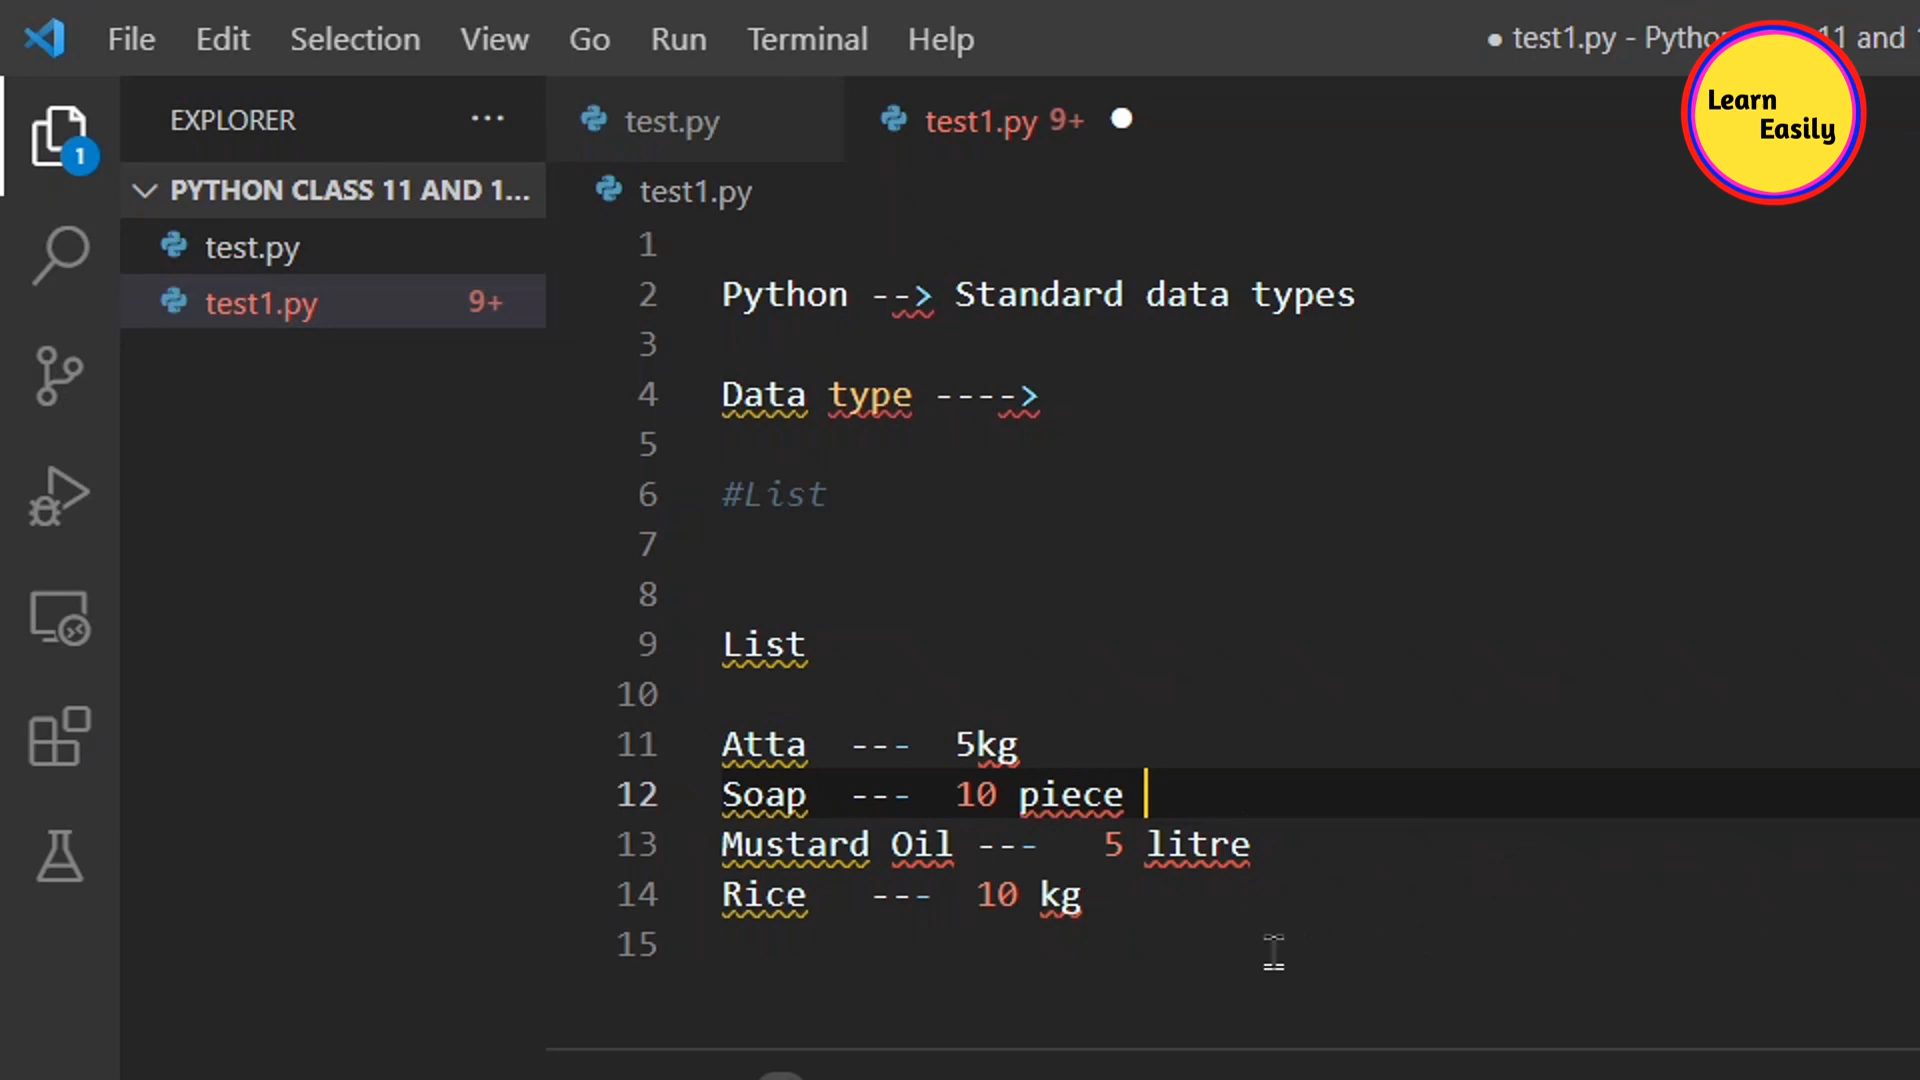 File Edit Selection View Go Run Terminal Help
● test1.py - Pytho 11 and
Learn
Easily
EXPLORER ...
test.py
test1.py 9+
1
PYTHON CLASS 11 AND 1...
test1.py
test.py
test1.py 9+
1
2 Python --> Standard data types
3
4 Data type ---->
5
6 #List
7
8
9 List
10
11 Atta --- 5kg
12 Soap --- 10 piece
13 Mustard Oil --- 5 litre
14 Rice --- 10 kg
15